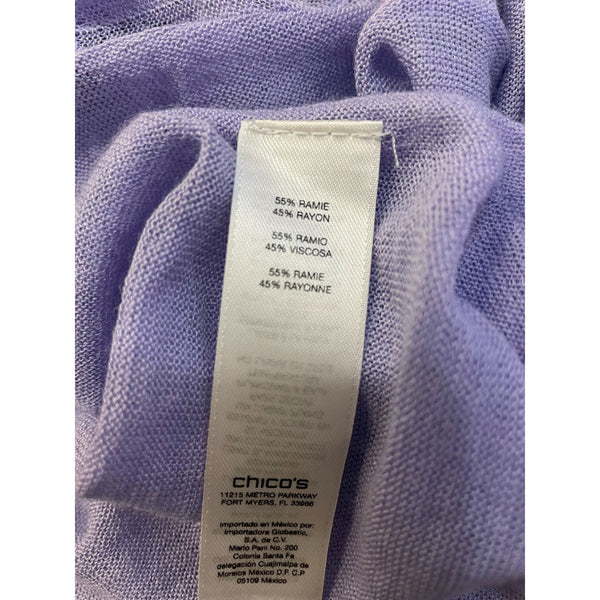 55% RAMIE
45% RAYON
55% RAMIO
45% VISCOSA
55% RAMIE
45% RAYONNE
chico's
11215 METRO PARKWAY
FORT MYERS, FL 33966
Importado en México por:
Importadora Globastic,
S.A. de C.V.
Mario Pani No. 200
Colonia Santa Fe
delegación Cuajimalpa de
Morelos México D.F. C.P
05109 MÉXICO